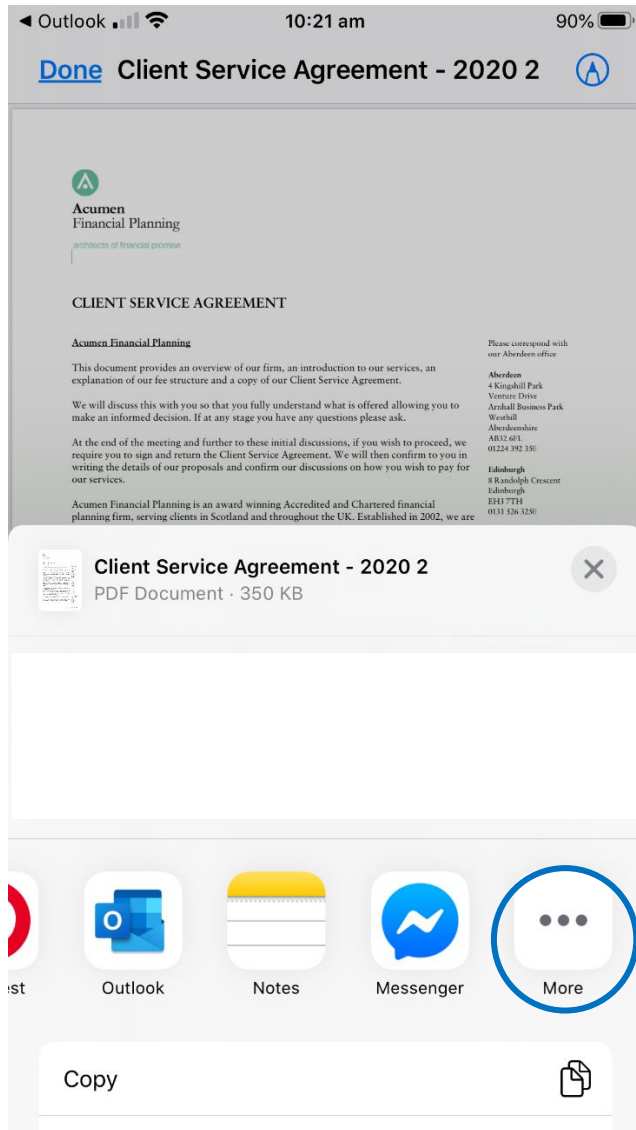 Outlook
10:21 am
90%
Done Client Service Agreement - 2020 2
Acumen
Financial Planning
architects of financial promise
CLIENT SERVICE AGREEMENT
Acumen Financial Planning
This document provides an overview of our firm, an introduction to our services, an
explanation of our fee structure and a copy of our Client Service Agreement.
We will discuss this with you so that you fully understand what is offered allowing you to
make an informed decision. If at any stage you have any questions please ask.
At the end of the meeting and further to these initial discussions, if you wish to proceed, we
require you to sign and return the Client Service Agreement. We will then confirm to you in
writing the details of our proposals and confirm our discussions on how you wish to pay for
our services.
Acumen Financial Planning is an award winning Accredited and Chartered financial
planning firm, serving clients in Scotland and throughout the UK. Established in 2002, we are
Please correspond with
our Aberdeen office
Aberdeen
4 Kingshill Park
Venture Drive
Arnhall Business Park
Westhill
Aberdeenshire
AB32 6FL
01224 392 350
Edinburgh
8 Randolph Crescent
Edinburgh
EH3 7TH
0131 526 3250
Client Service Agreement - 2020 2
PDF Document · 350 KB
est
Outlook
Notes
Messenger
More
Copy